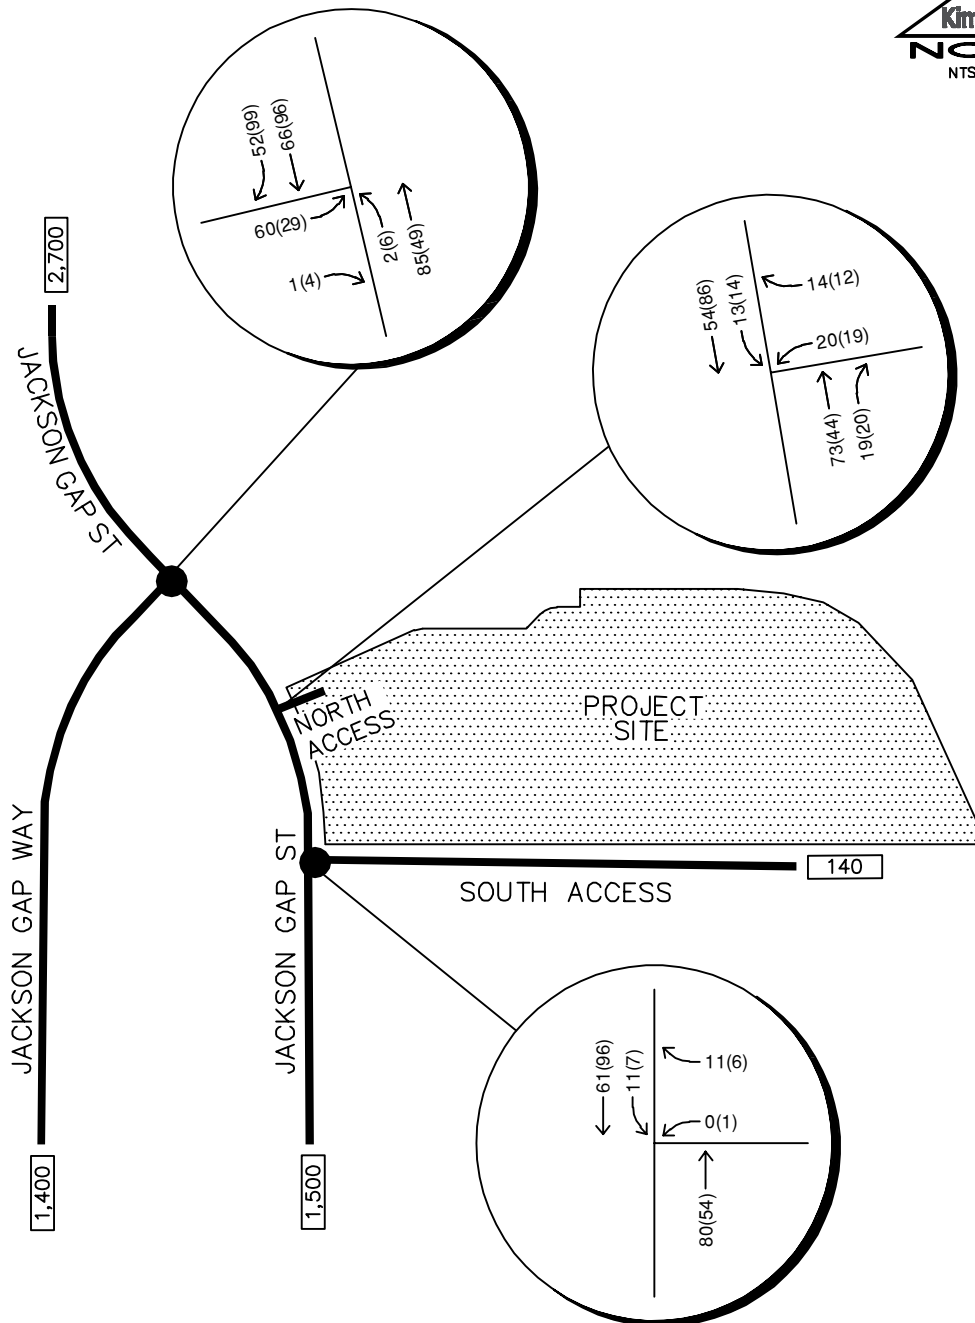 Kim
NO
NTS
52(99)
66(96)
60(29)
2(6)
85(49)
1(4)
2,700
JACKSON GAP ST
54(86)
13(14)
14(12)
20(19)
73(44)
19(20)
NORTH
ACCESS
PROJECT
SITE
JACKSON GAP WAY
JACKSON GAP ST
140
SOUTH ACCESS
61(96)
11(7)
11(6)
0(1)
80(54)
1,400
1,500